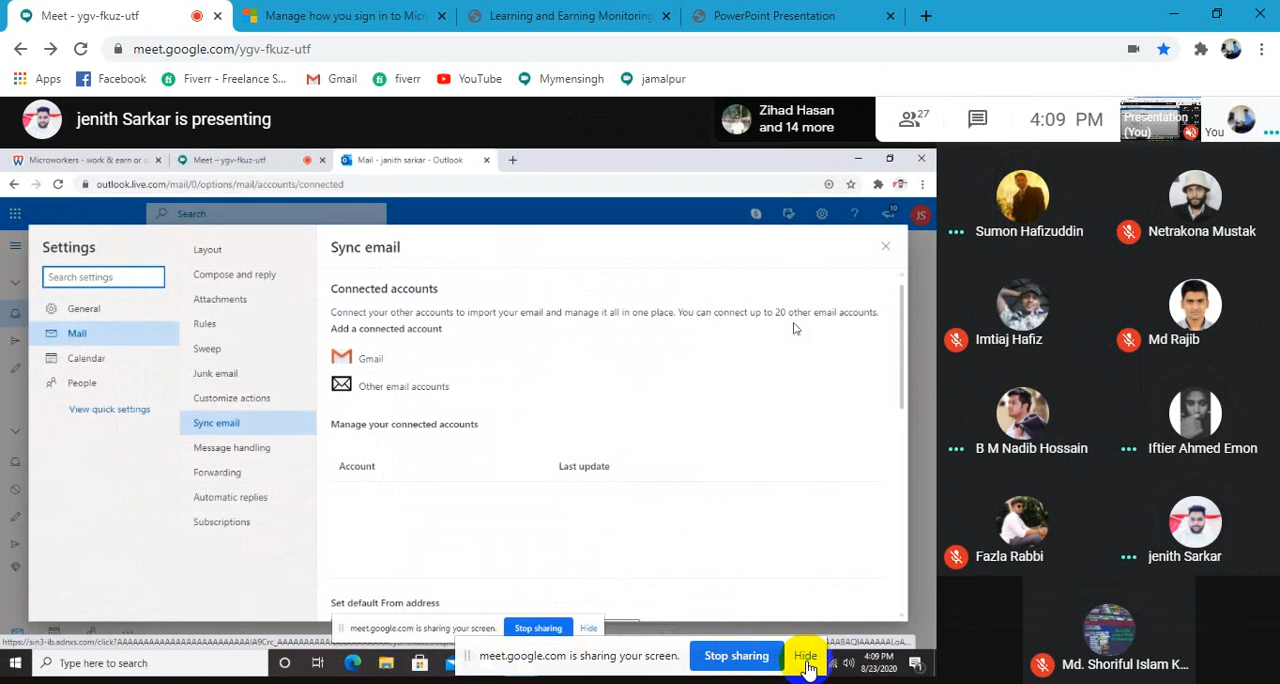 Meet - ygv-fkuz-utf
Manage how you sign in to Micr
Learning and Earning Monitoring
PowerPoint Presentation
meet.google.com/ygv-fkuz-utf
Apps
Facebook
Fiverr - Freelance S...
Gmail
fiverr
YouTube
Mymensingh
jamalpur
jenith Sarkar is presenting
Zihad Hasan
and 14 more
27
4:09 PM
Presentation
(You)
You
Microworkers - work & earn or c
Meet - ygv-fkuz-utf
Mail - janith sarkar - Outlook
outlook.live.com/mail/0/options/mail/accounts/connected
Search
10
JS
Settings
Search settings
General
Mail
Calendar
People
View quick settings
Layout
Compose and reply
Attachments
Rules
Sweep
Junk email
Customize actions
Sync email
Message handling
Forwarding
Automatic replies
Subscriptions
Sync email
Connected accounts
Connect your other accounts to import your email and manage it all in one place. You can connect up to 20 other email accounts.
Add a connected account
Gmail
Other email accounts
Manage your connected accounts
Account
Last update
Set default From address
meet.google.com is sharing your screen.
Stop sharing
Hide
meet.google.com is sharing your screen.
Stop sharing
Hide
Type here to search
4:09 PM
8/23/2020
Sumon Hafizuddin
Netrakona Mustak
Imtiaj Hafiz
Md Rajib
B M Nadib Hossain
Iftier Ahmed Emon
Fazla Rabbi
jenith Sarkar
Md. Shoriful Islam K...